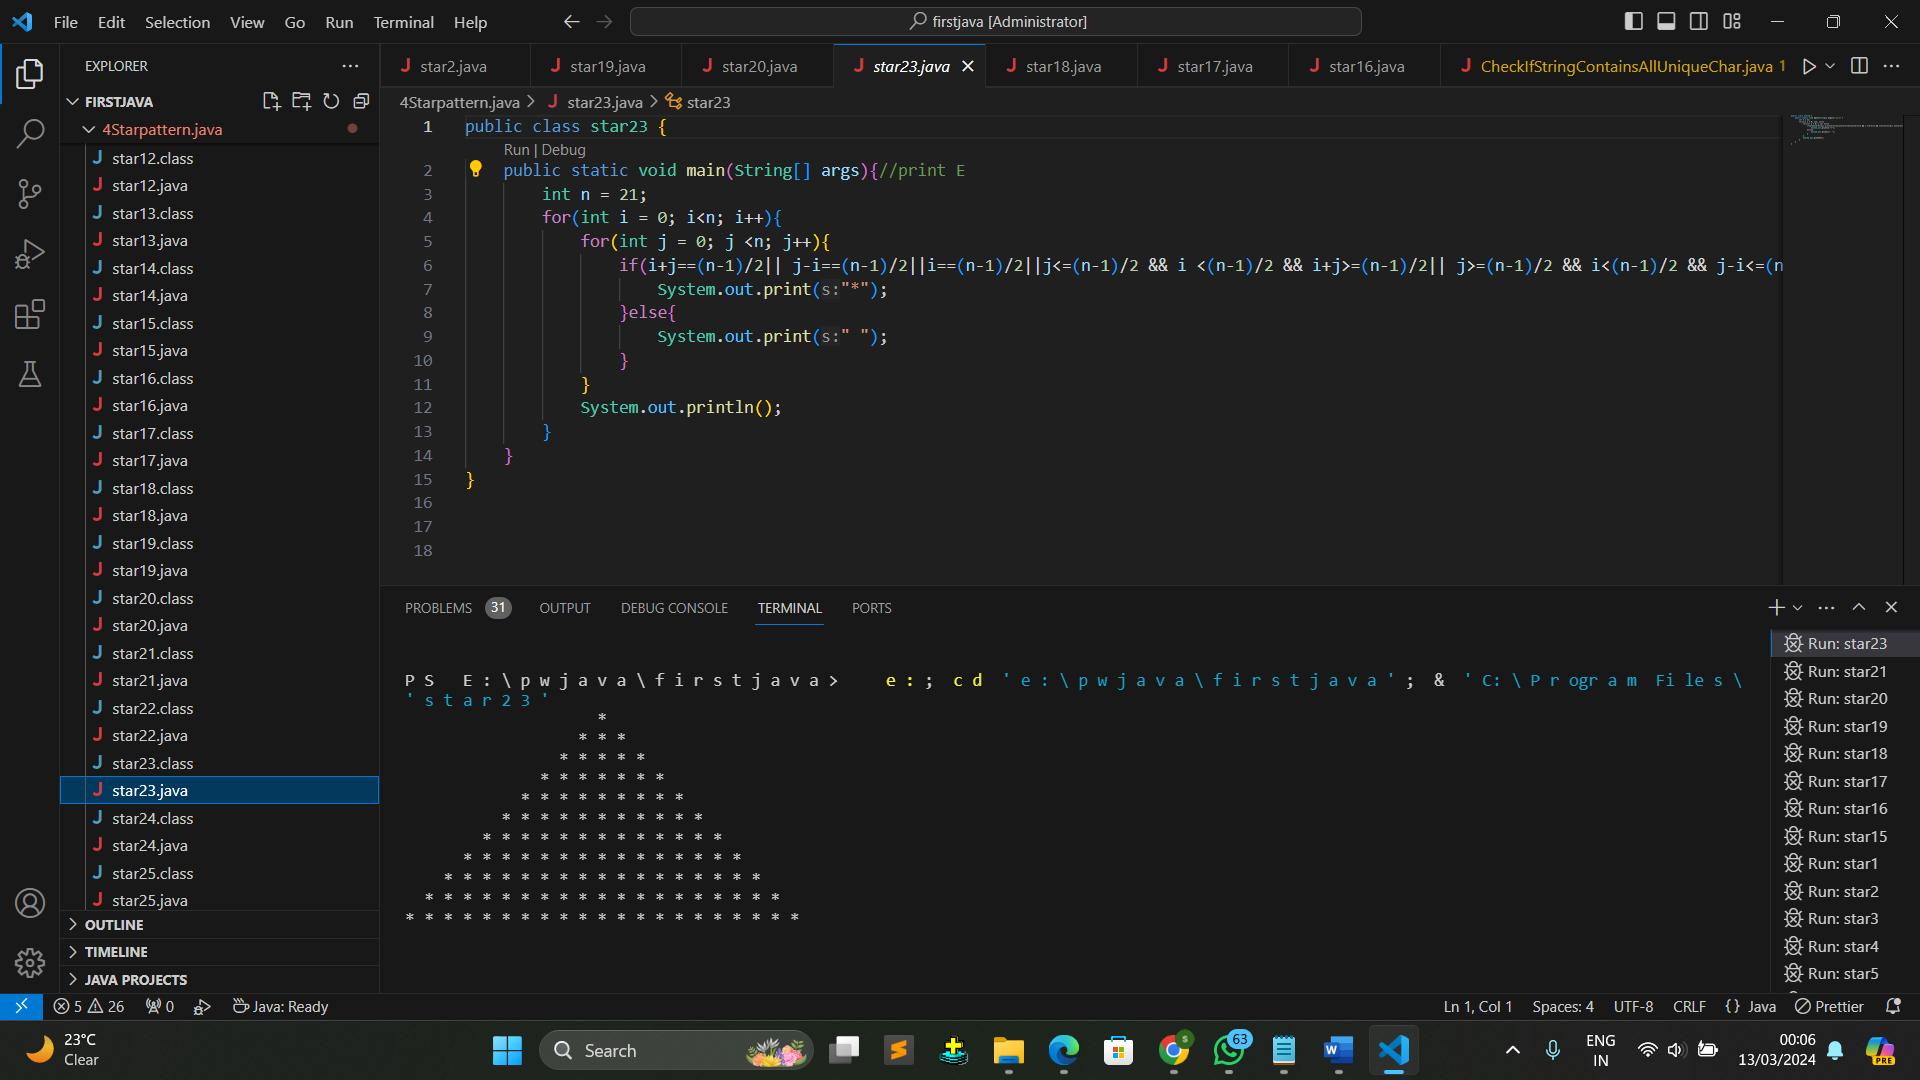 File Edit Selection View Go Run Terminal Help
firstjava [Administrator]
EXPLORER
FIRSTJAVA
4Starpattern.java
star12.class
star12.java
star13.class
star13.java
star14.class
star14.java
star15.class
star15.java
star16.class
star16.java
star17.class
star17.java
star18.class
star18.java
star19.class
star19.java
star20.class
star20.java
star21.class
star21.java
star22.class
star22.java
star23.class
star23.java
star24.class
star24.java
star25.class
star25.java
OUTLINE
TIMELINE
JAVA PROJECTS
star2.java star19.java star20.java star23.java star18.java star17.java star16.java CheckIfStringContainsAllUniqueChar.java 1
4Starpattern.java > star23.java > star23
1 public class star23 {
Run | Debug
2 public static void main(String[] args){//print E
3 int n = 21;
4 for(int i = 0; i<n; i++){
5 for(int j = 0; j <n; j++){
6 if(i+j==(n-1)/2|| j-i==(n-1)/2||i==(n-1)/2||j<=(n-1)/2 && i <(n-1)/2 && i+j>=(n-1)/2|| j>=(n-1)/2 && i<(n-1)/2 && j-i<=(n
7 System.out.print(s:"*");
8 }else{
9 System.out.print(s:" ");
10 }
11 }
12 System.out.println();
13 }
14 }
15 }
16
17
18
PROBLEMS 31 OUTPUT DEBUG CONSOLE TERMINAL PORTS
PS E:\pwjava\firstjava> e:; cd 'e:\pwjava\firstjava'; & 'C:\Program Files\
'star23'
*
* * *
* * * * *
* * * * * * *
* * * * * * * * *
* * * * * * * * * * *
* * * * * * * * * * * * *
* * * * * * * * * * * * * * *
* * * * * * * * * * * * * * * * *
* * * * * * * * * * * * * * * * * * *
* * * * * * * * * * * * * * * * * * * * *
Run: star23
Run: star21
Run: star20
Run: star19
Run: star18
Run: star17
Run: star16
Run: star15
Run: star1
Run: star2
Run: star3
Run: star4
Run: star5
5 26 0 Java: Ready
Ln 1, Col 1 Spaces: 4 UTF-8 CRLF {} Java Prettier
23°C
Clear
Search
63
PRE
ENG
IN
00:06
13/03/2024